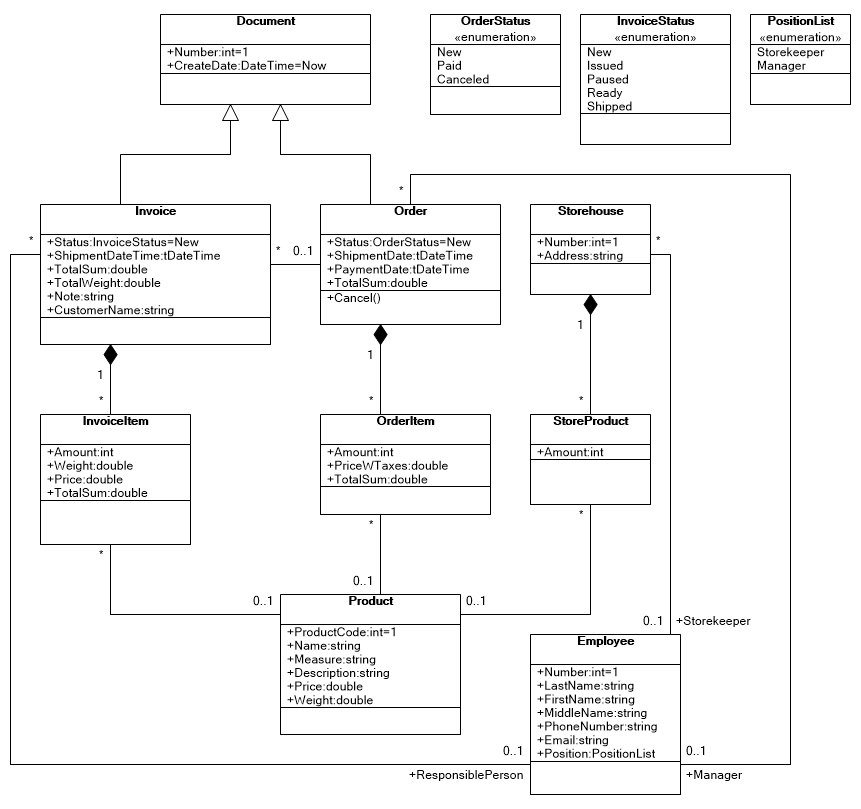 Document
+Number:int=1
+CreateDate:DateTime=Now
OrderStatus
«enumeration»
New
Paid
Canceled
InvoiceStatus
«enumeration»
New
Issued
Paused
Ready
Shipped
PositionList
«enumeration»
Storekeeper
Manager
*
Invoice
+Status:InvoiceStatus=New
+ShipmentDateTime:tDateTime
+TotalSum:double
+TotalWeight:double
+Note:string
+CustomerName:string
*
* 0..1
Order
+Status:OrderStatus=New
+ShipmentDate:tDateTime
+PaymentDate:tDateTime
+TotalSum:double
+Cancel()
Storehouse
+Number:int=1
+Address:string
*
1
*
1
*
1
*
InvoiceItem
+Amount:int
+Weight:double
+Price:double
+TotalSum:double
*
OrderItem
+Amount:int
+PriceWTaxes:double
+TotalSum:double
*
StoreProduct
+Amount:int
*
0..1
0..1
0..1
Product
+ProductCode:int=1
+Name:string
+Measure:string
+Description:string
+Price:double
+Weight:double
0..1 +Storekeeper
Employee
+Number:int=1
+LastName:string
+FirstName:string
+MiddleName:string
+PhoneNumber:string
+Email:string
+Position:PositionList
0..1
+ResponsiblePerson
0..1
+Manager